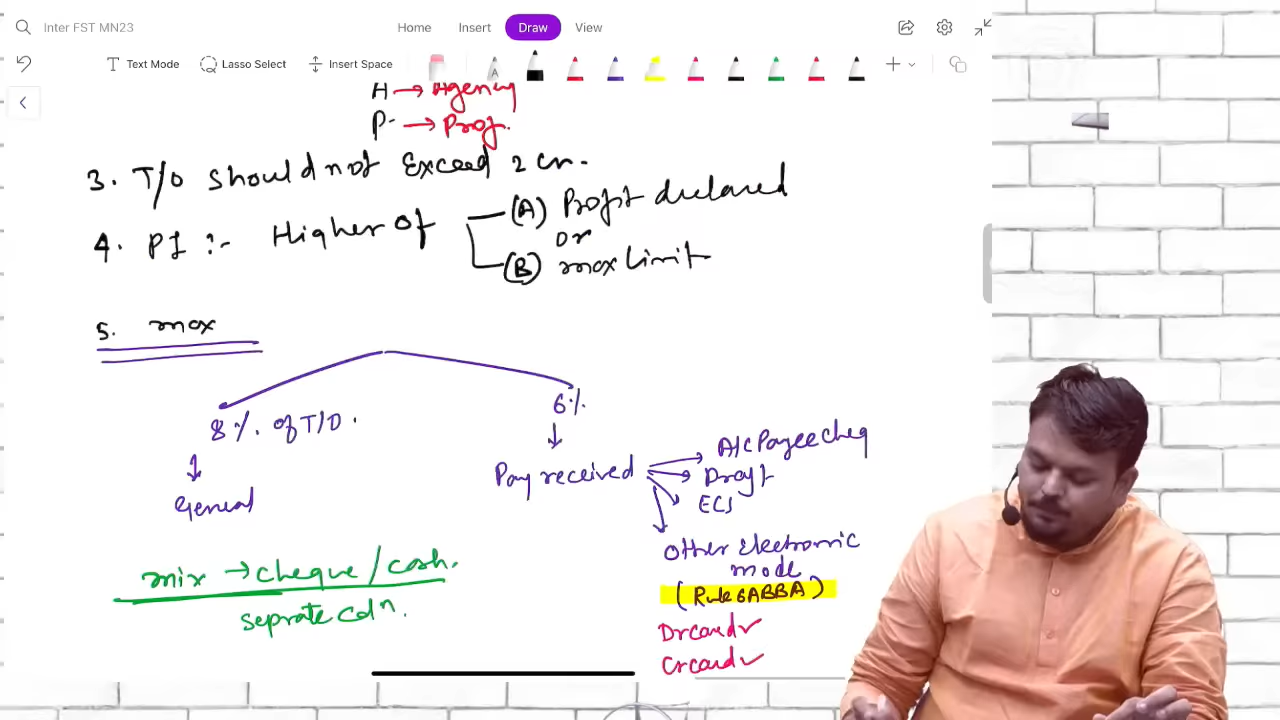 Inter FST MN23
Home Insert Draw View
Text Mode Lasso Select Insert Space
A → Agency
P → Prof.
3. T/O should not Exceed 2 cr.
4. PI :- Higher of (A) Profit declared
or
(B) max limit
5. max
8%. of T/O.
6%.
↓
General
↓
Pay received
A/c Payee cheq
Draft
ECS
Other Electronic
mode
(Rule 6ABBA)
Dr card ✓
Cr card ✓
mix → cheque / cash.
seprate caln.